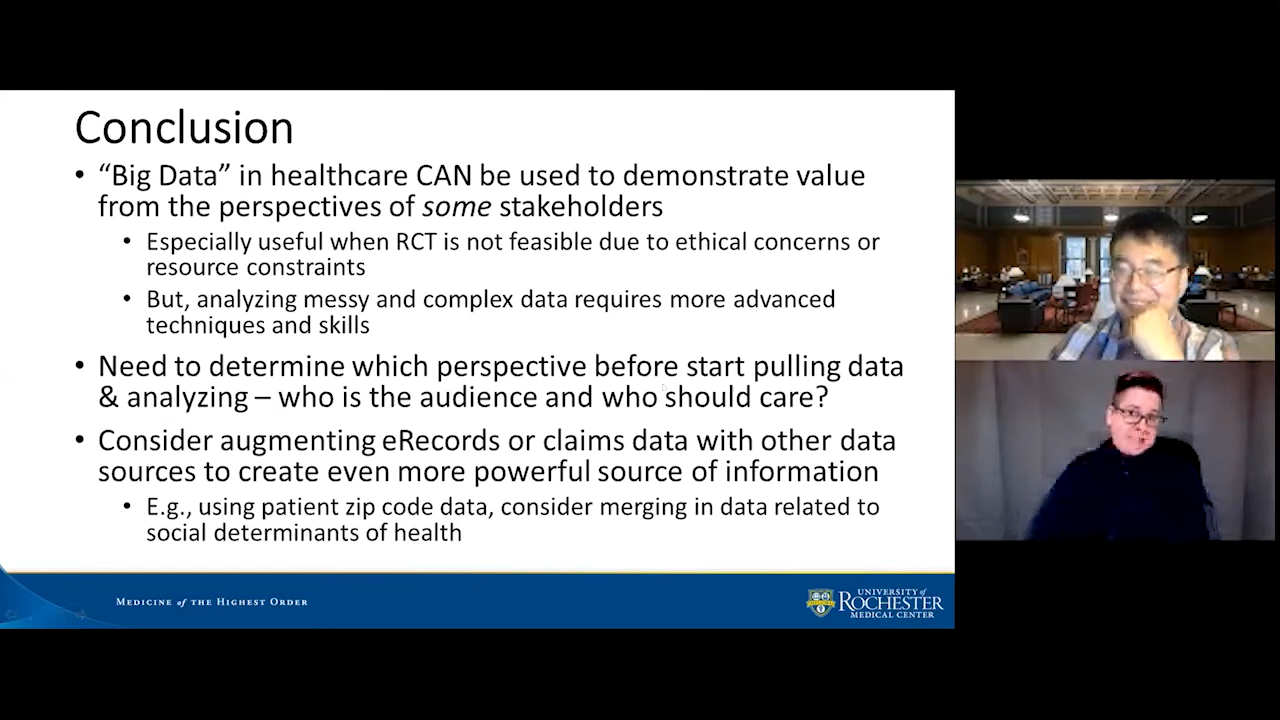 Conclusion
• “Big Data” in healthcare CAN be used to demonstrate value
from the perspectives of some stakeholders
• Especially useful when RCT is not feasible due to ethical concerns or
resource constraints
• But, analyzing messy and complex data requires more advanced
techniques and skills
• Need to determine which perspective before start pulling data
& analyzing – who is the audience and who should care?
• Consider augmenting eRecords or claims data with other data
sources to create even more powerful source of information
• E.g., using patient zip code data, consider merging in data related to
social determinants of health
MEDICINE of THE HIGHEST ORDER
UNIVERSITY of
ROCHESTER
MEDICAL CENTER